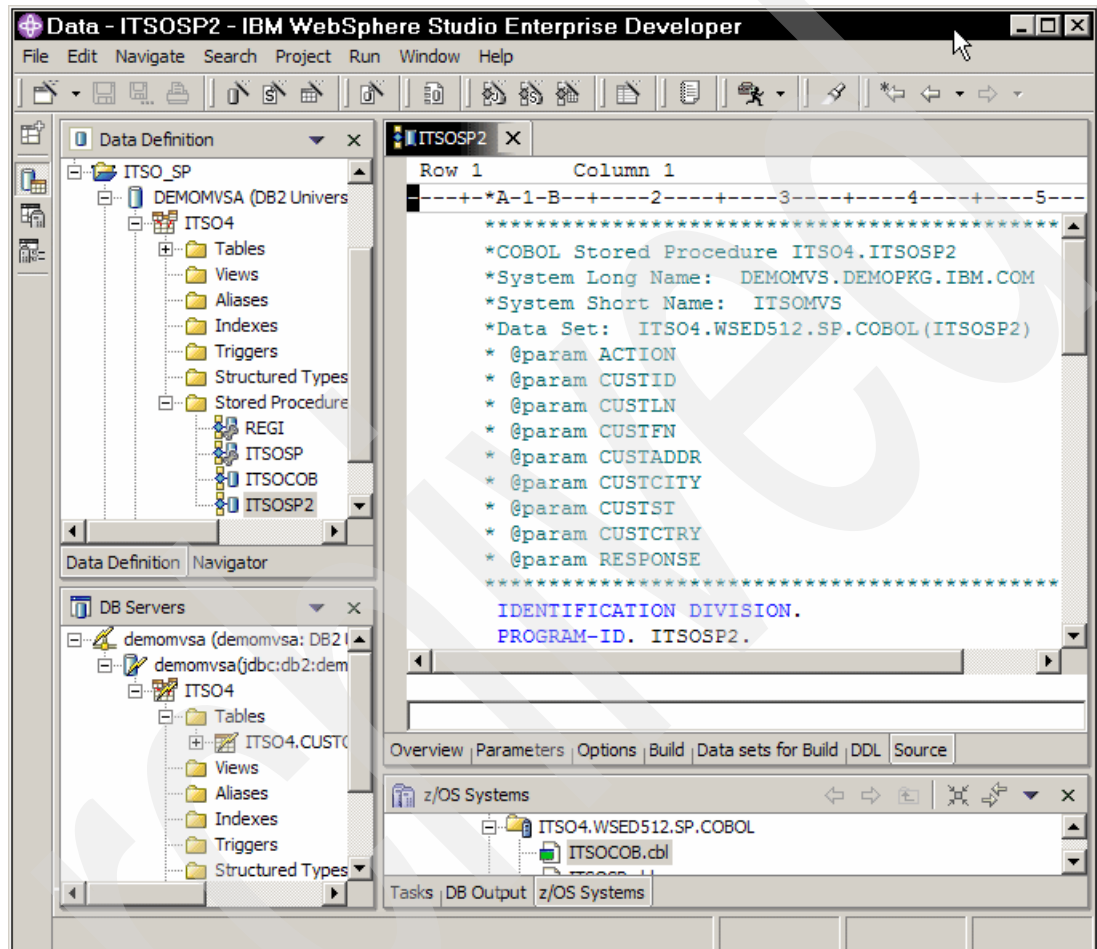 Data - ITSOSP2 - IBM WebSphere Studio Enterprise Developer
File Edit Navigate Search Project Run Window Help
Data Definition
ITSO_SP
DEMOMVSA (DB2 Univers
ITSO4
Tables
Views
Aliases
Indexes
Triggers
Structured Types
Stored Procedure
REGI
ITSOSP
ITSOCOB
ITSOSP2
Data Definition Navigator
DB Servers
demomvsa (demomvsa: DB2
demomvsa(jdbc:db2:dem
ITSO4
Tables
ITSO4.CUST
Views
Aliases
Indexes
Triggers
Structured Types
ITSOSP2
Row 1 Column 1
----+-*A-1-B--+----2----+----3----+----4----+----5---
*********************************************
*COBOL Stored Procedure ITSO4.ITSOSP2
*System Long Name: DEMOMVS.DEMOPKG.IBM.COM
*System Short Name: ITSOMVS
*Data Set: ITSO4.WSED512.SP.COBOL(ITSOSP2)
* @param ACTION
* @param CUSTID
* @param CUSTLN
* @param CUSTFN
* @param CUSTADDR
* @param CUSTCITY
* @param CUSTST
* @param CUSTCTRY
* @param RESPONSE
*********************************************
IDENTIFICATION DIVISION.
PROGRAM-ID. ITSOSP2.
Overview Parameters Options Build Data sets for Build DDL Source
z/OS Systems
ITSO4.WSED512.SP.COBOL
ITSOCOB.cbl
Tasks DB Output z/OS Systems